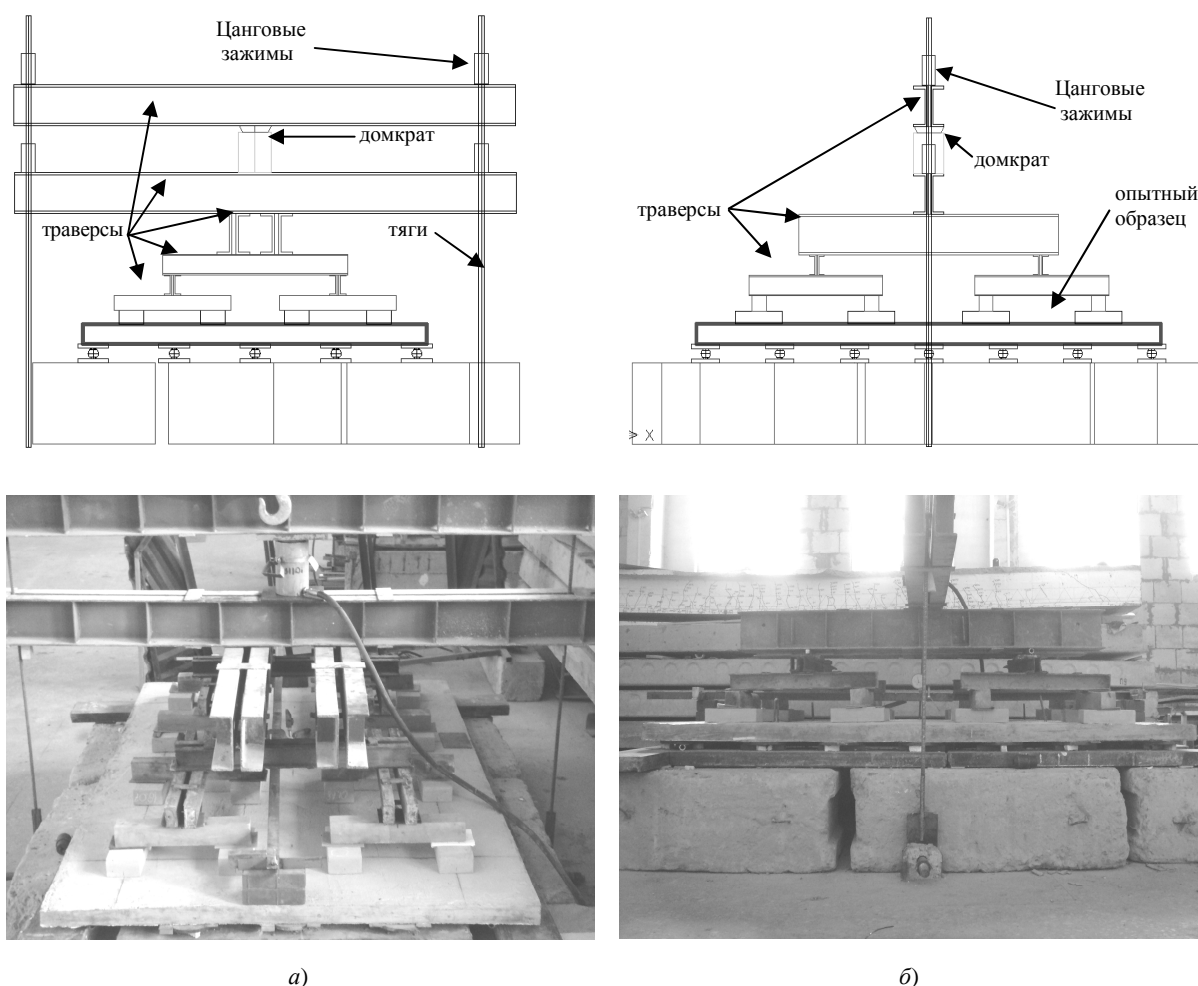 Цанговые
зажимы
домкрат
траверсы
тяги
Цанговые
зажимы
домкрат
траверсы
опытный
образец
X
а)
б)